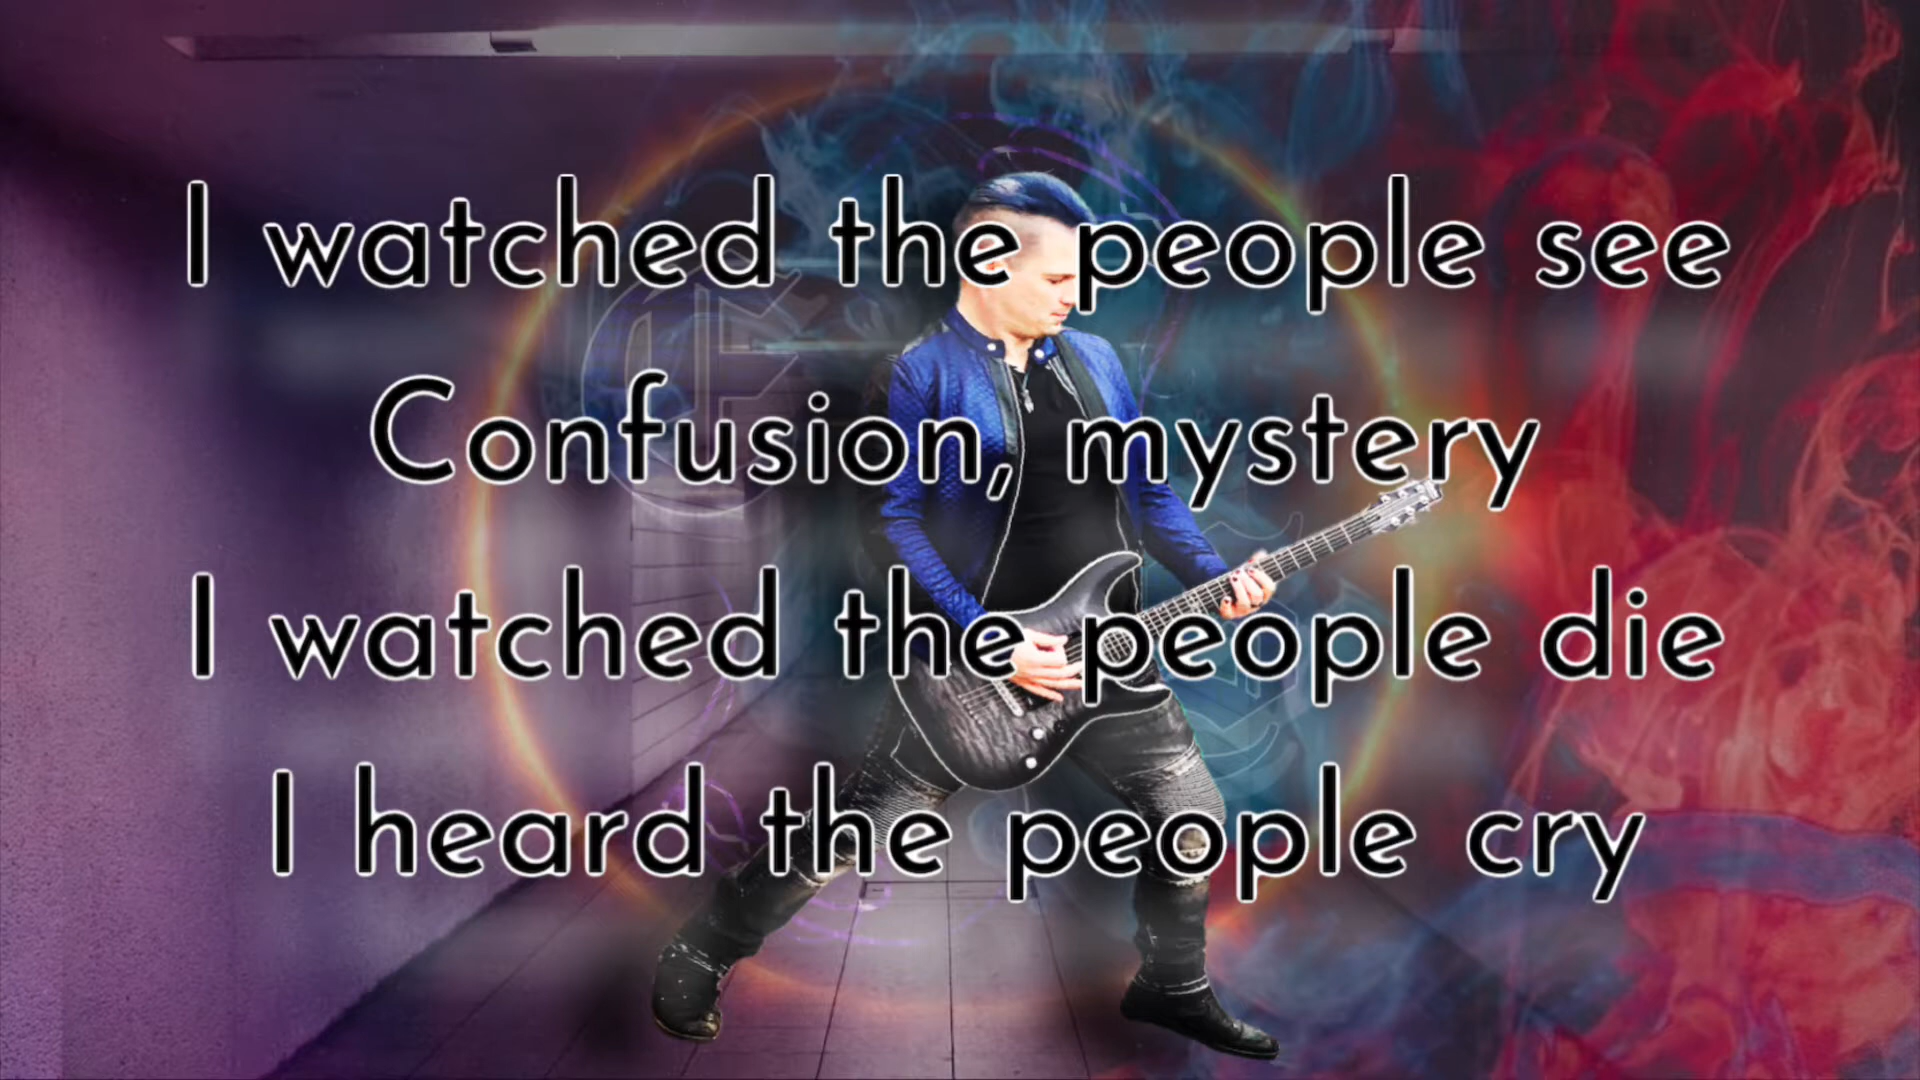 I watched the people see
Confusion, mystery
I watched the people die
I heard the people cry